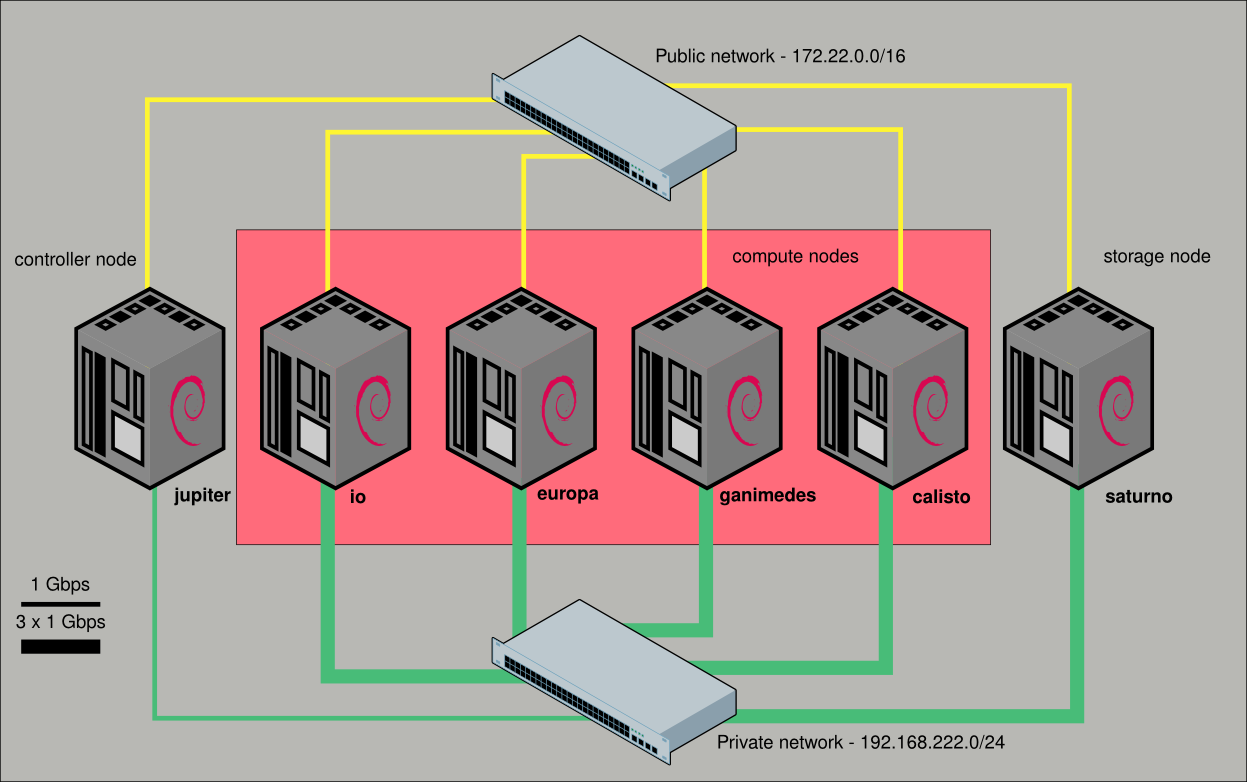 Public network - 172.22.0.0/16
controller node
compute nodes
storage node
jupiter
io
europa
ganimedes
calisto
saturno
1 Gbps
3 x 1 Gbps
Private network - 192.168.222.0/24